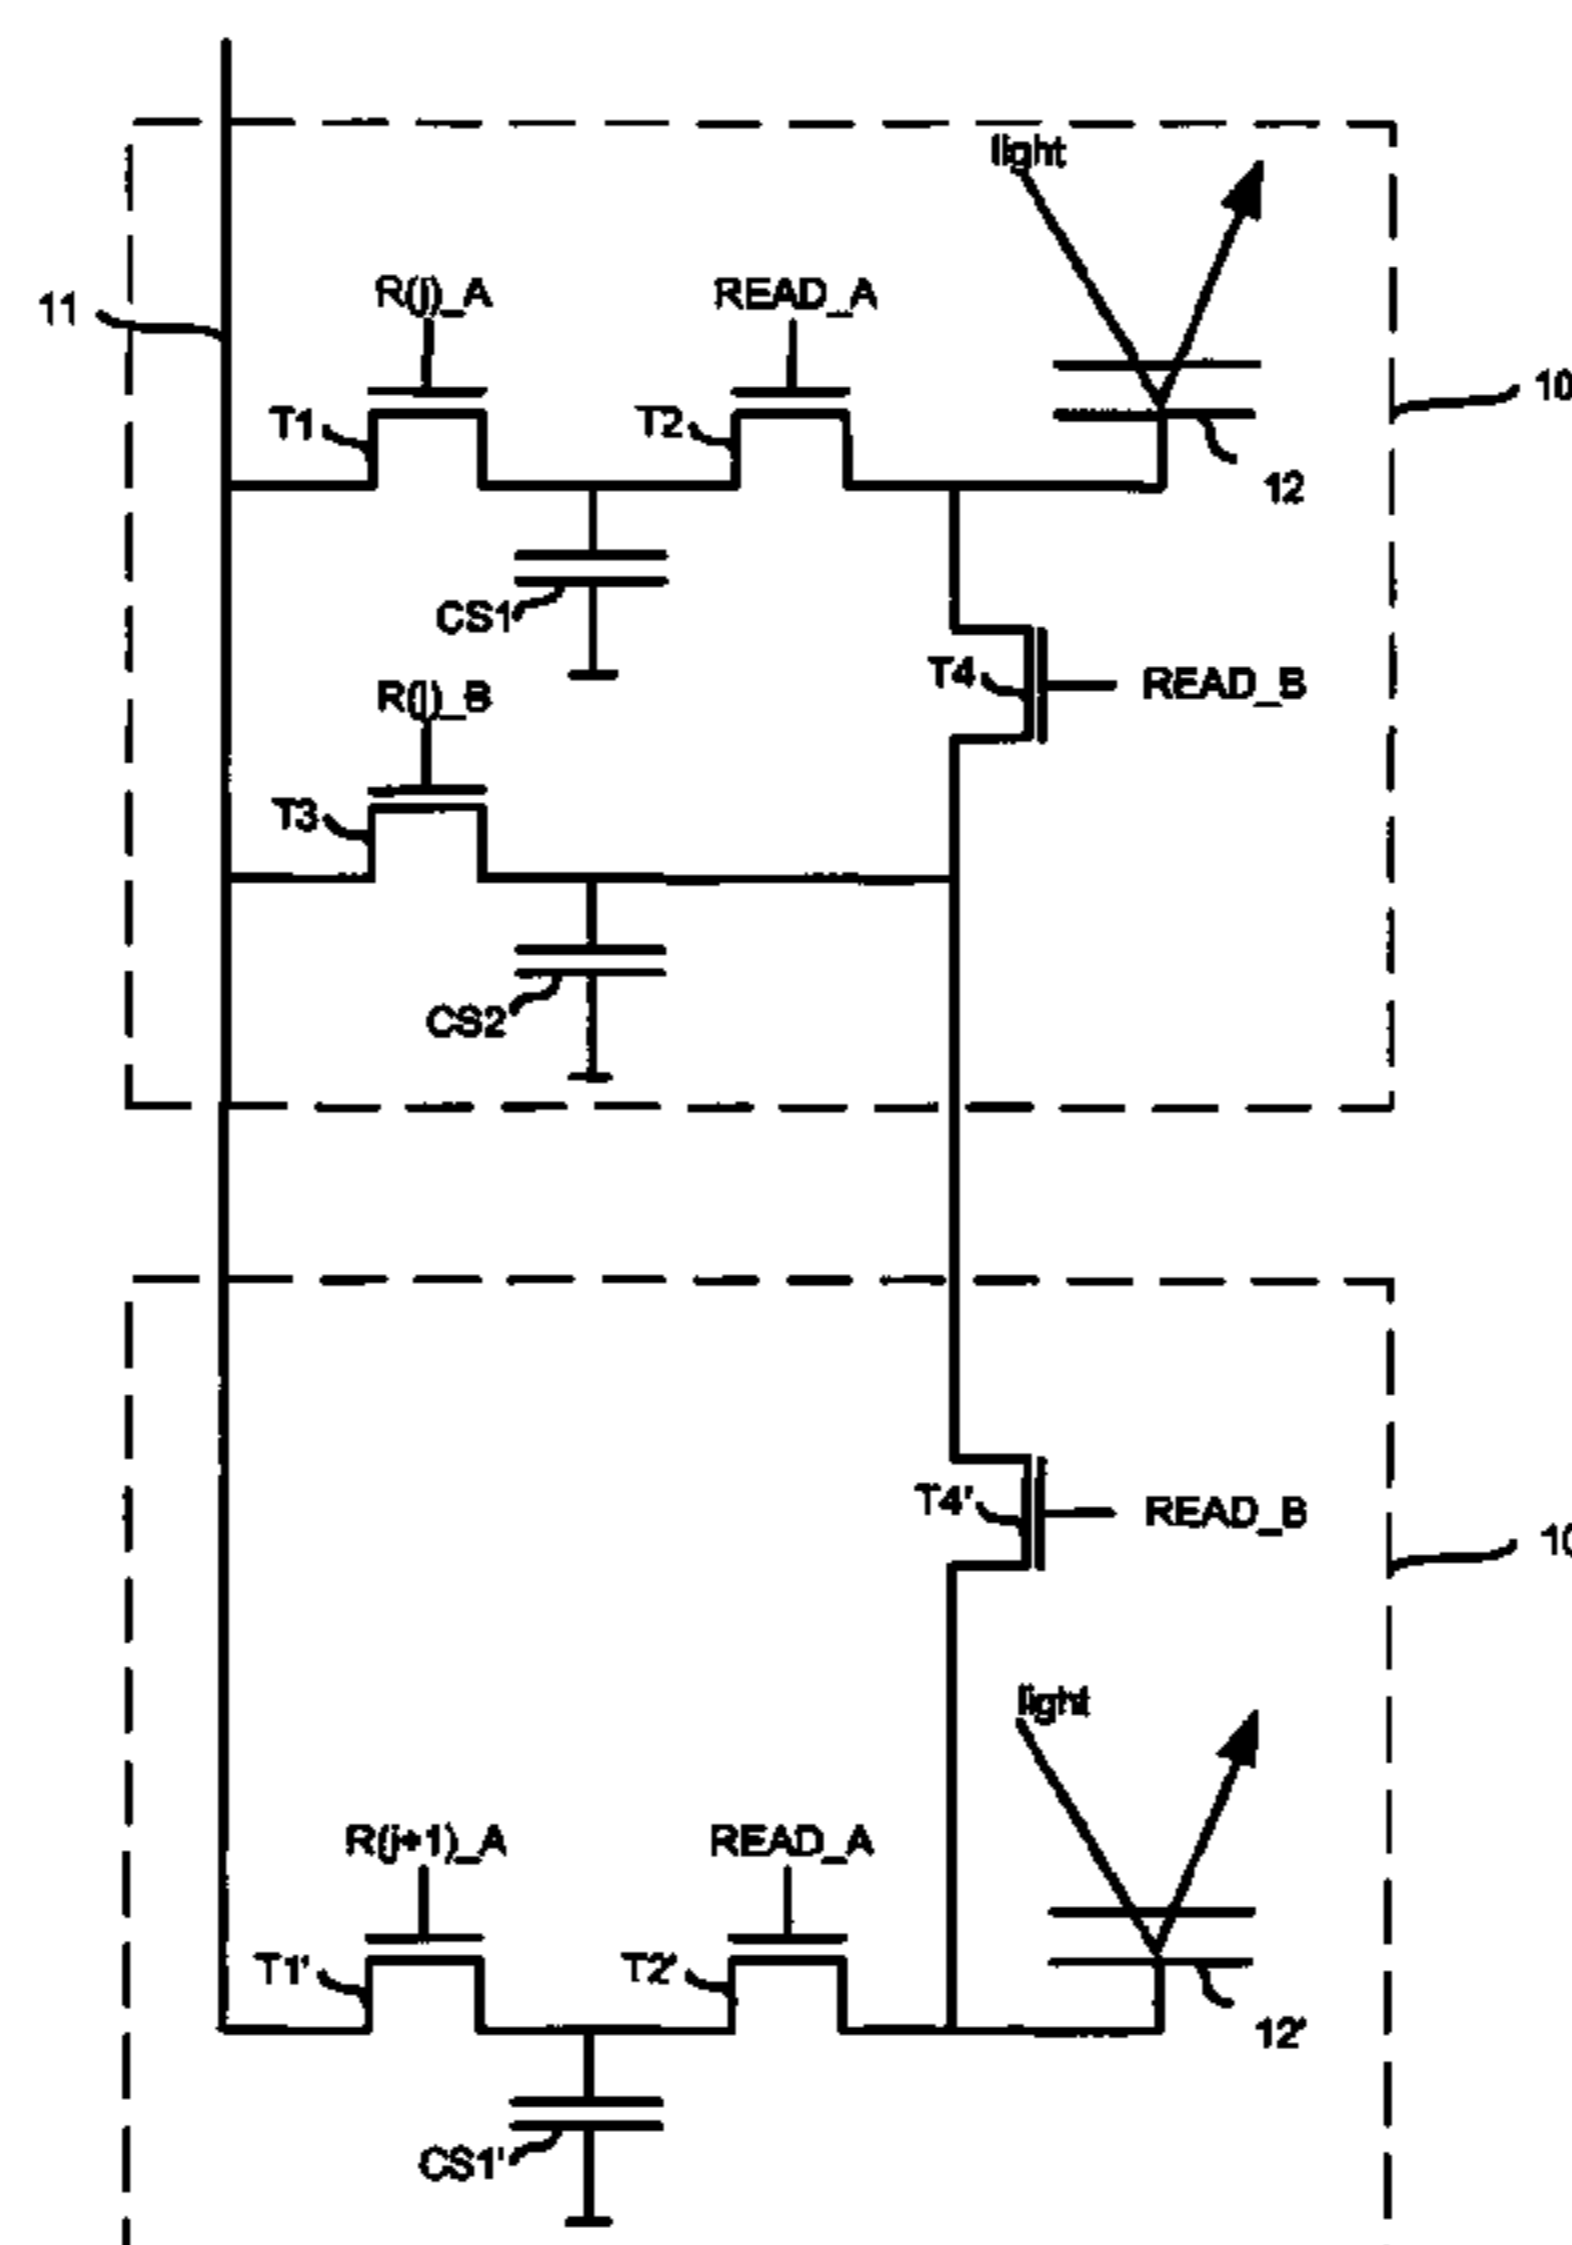 light
R(j)_A
READ_A
11
10
T1
T2
12
CS1
T4
READ_B
R(j)_B
T3
CS2
T4'
READ_B
light
R(j+1)_A
READ_A
T1'
T2'
12'
CS1'